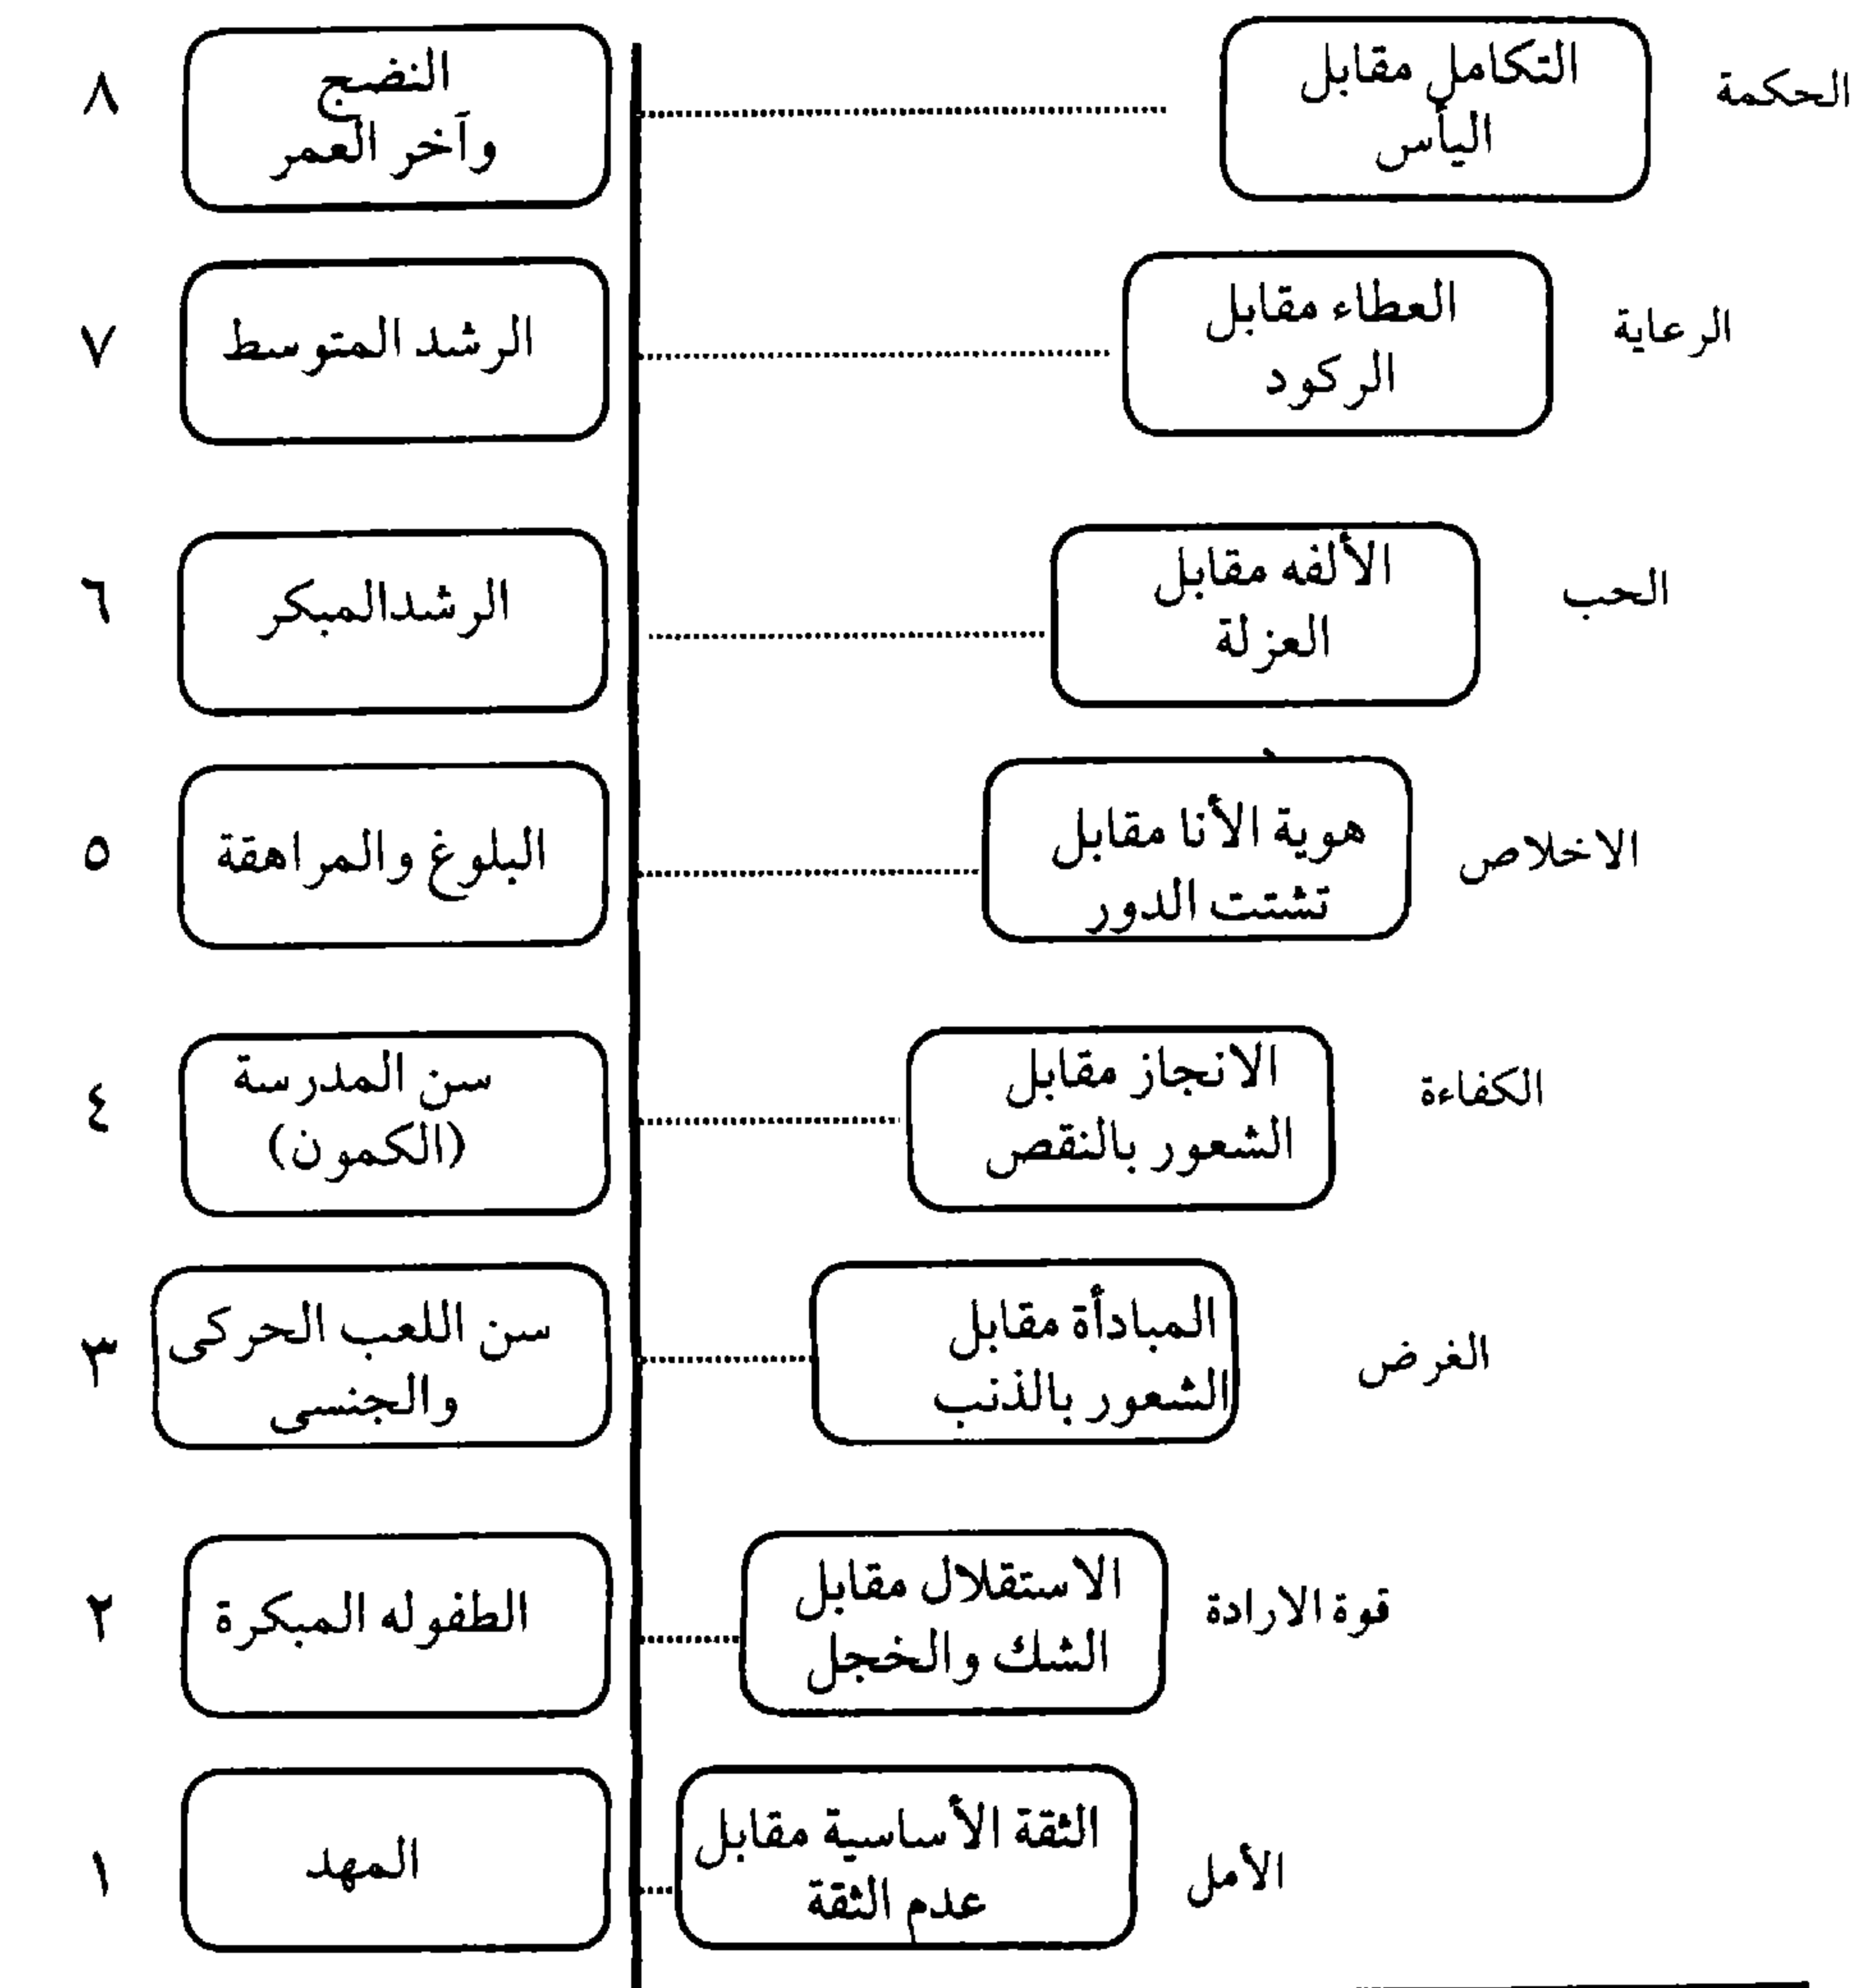 الحكمة
التكامل مقابل
اليأس
النضج
وآخر العمر
٨
الرعاية
العطاء مقابل
الركود
الرشد المتوسط
٧
الحب
الألفه مقابل
العزلة
الرشد المبكر
٦
الاخلاص
هوية الأنا مقابل
تشتت الدور
البلوغ والمراهقة
٥
الكفاءة
الانجاز مقابل
الشعور بالنقص
سن المدرسة
(الكمون)
٤
الغرض
المبادأة مقابل
الشعور بالذنب
سن اللعب الحركى
والجنسى
٣
قوة الارادة
الاستقلال مقابل
الشك والخجل
الطفوله المبكرة
٢
الأمل
الثقة الأساسية مقابل
عدم الثقة
المهد
١